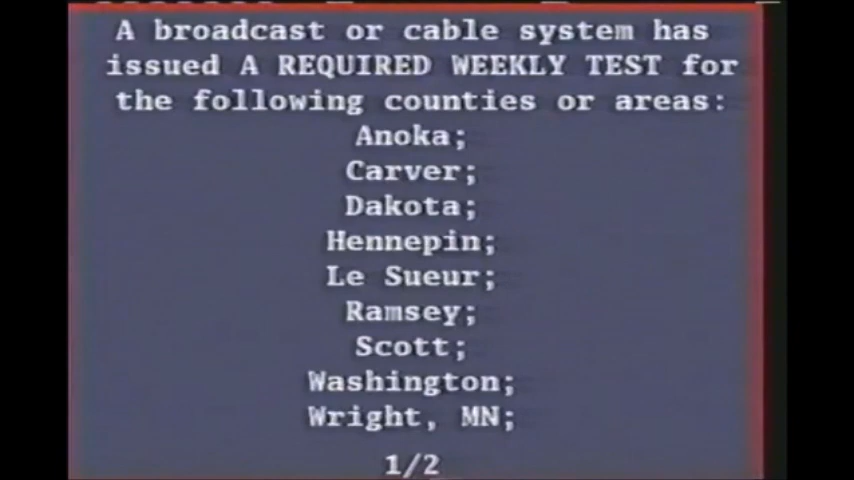 A broadcast or cable system has
issued A REQUIRED WEEKLY TEST for
the following counties or areas:
Anoka;
Carver;
Dakota;
Hennepin;
Le Sueur;
Ramsey;
Scott;
Washington;
Wright, MN;
1/2